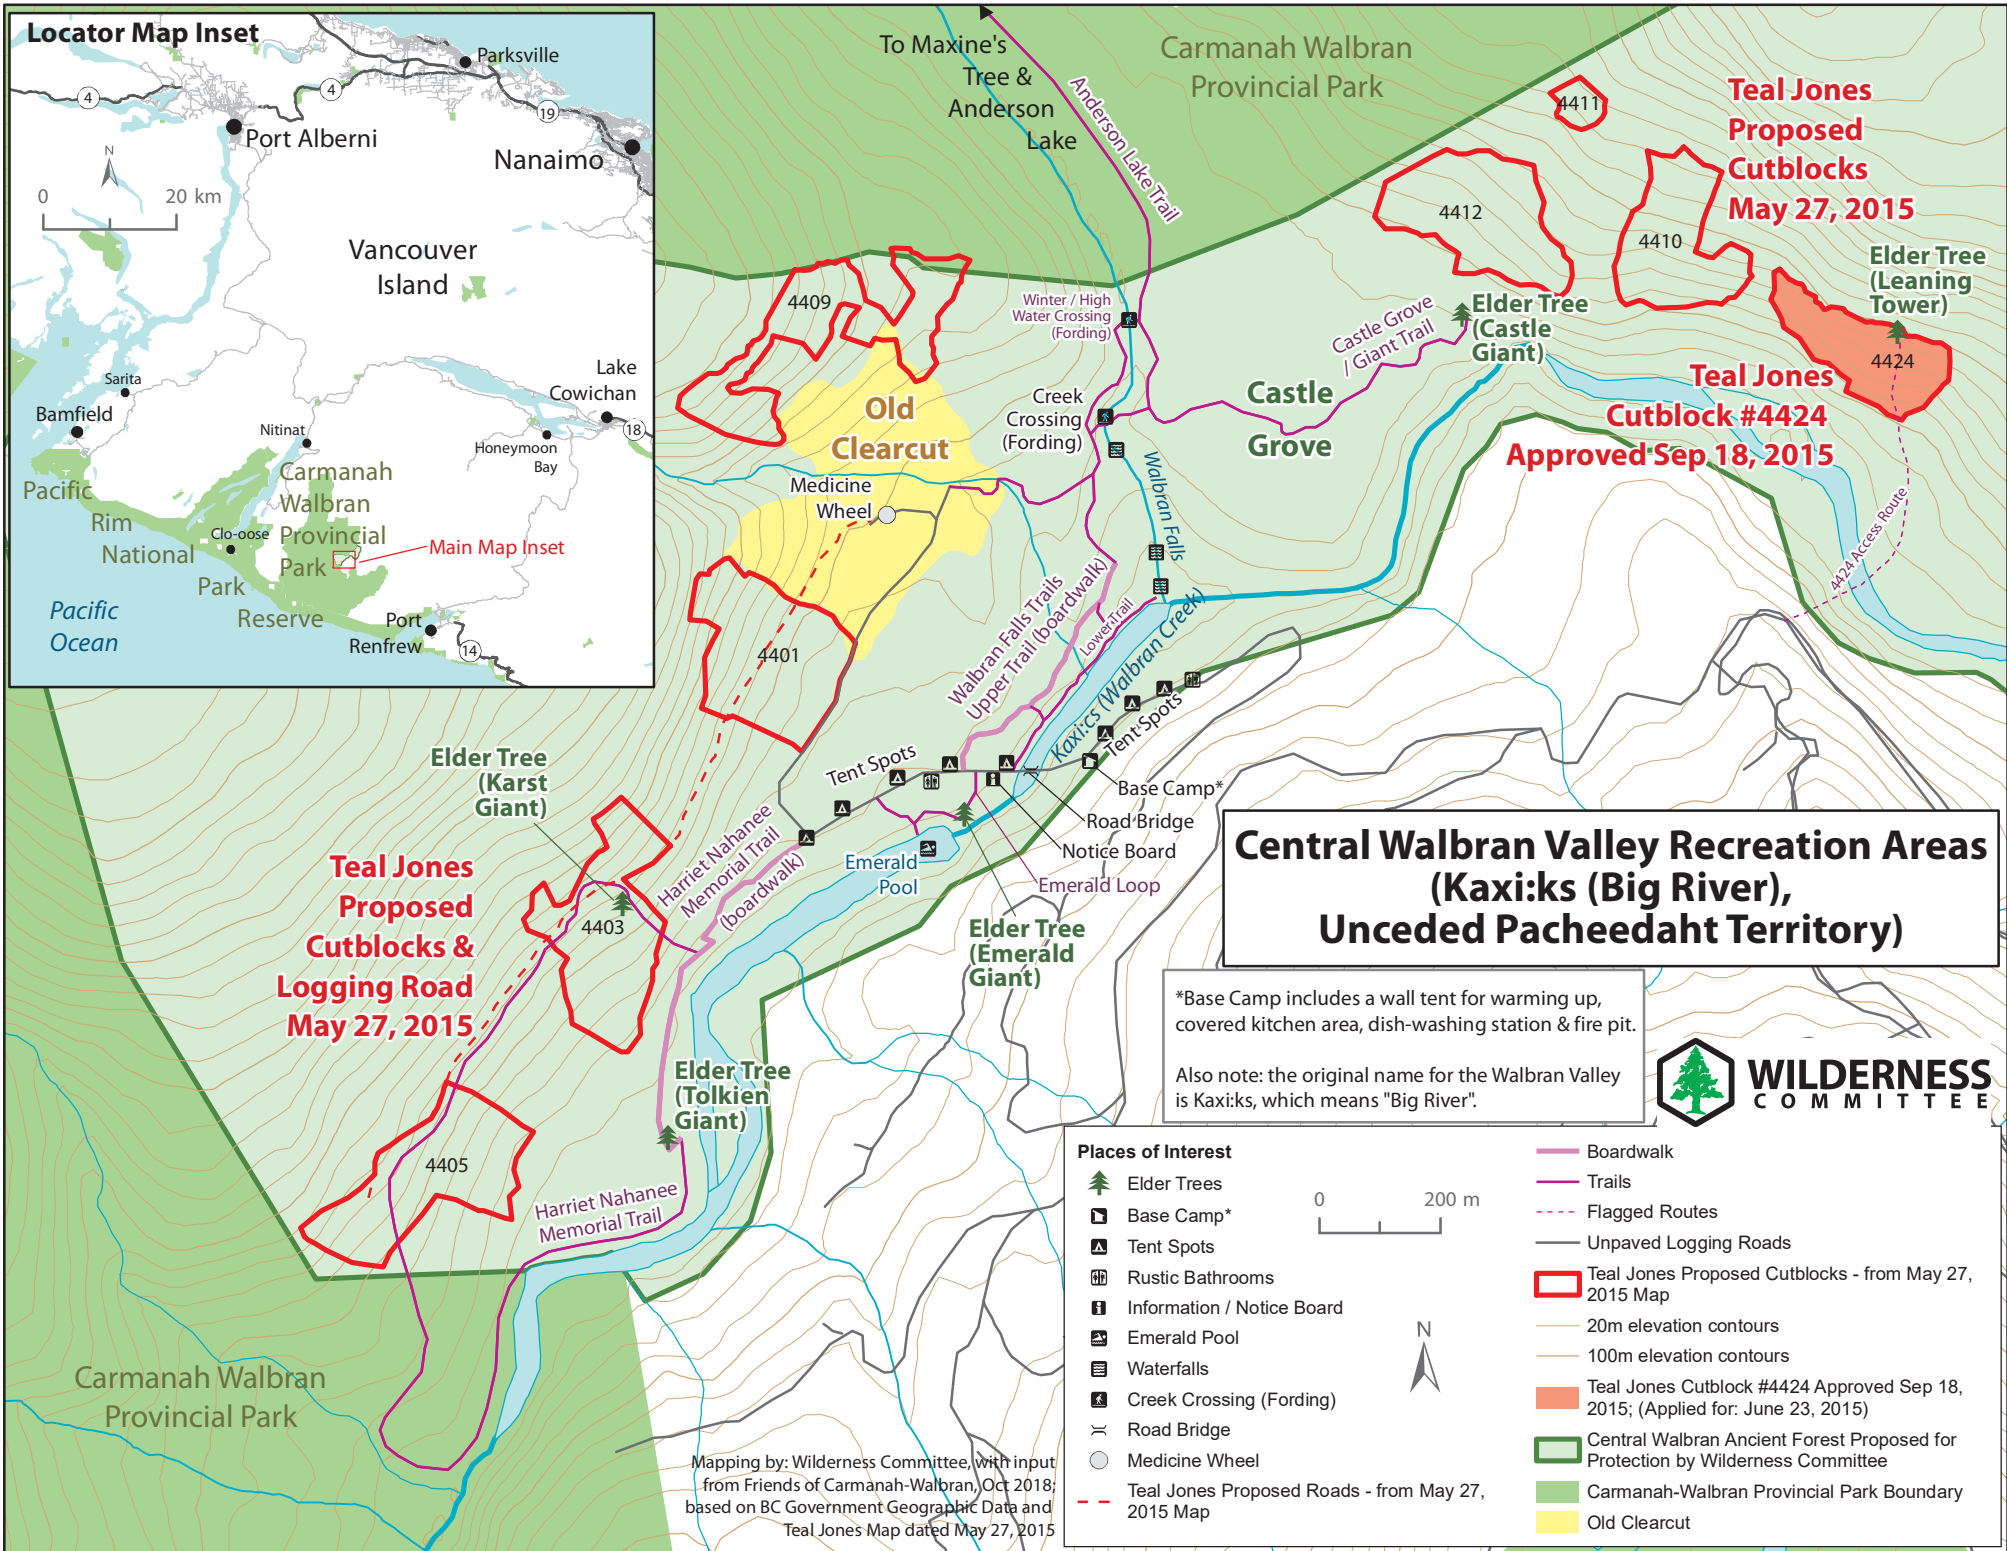 Locator Map Inset
Parksville
4
4
19
Port Alberni
Nanaimo
N
0
20 km
Vancouver
Island
Sarita
Bamfield
Lake
Cowichan
18
Nitinat
Honeymoon
Bay
Pacific
Rim
National
Park
Reserve
Carmanah
Walbran
Provincial
Park
Clo-oose
Main Map Inset
Pacific
Ocean
Port
Renfrew
14
To Maxine's
Tree &
Anderson
Lake
Anderson Lake Trail
Carmanah Walbran
Provincial Park
4411
Teal Jones
Proposed
Cutblocks
May 27, 2015
4412
4410
Elder Tree
(Leaning
Tower)
4409
Winter / High
Water Crossing
(Fording)
Castle Grove
/ Giant Trail
Elder Tree
(Castle
Giant)
4424
Teal Jones
Cutblock #4424
Approved Sep 18, 2015
Old
Clearcut
Creek
Crossing
(Fording)
Castle
Grove
Medicine
Wheel
Walbran Falls
4424 Access Route
4401
Walbran Falls Trails
Upper Trail (boardwalk)
Lower Trail
Kaxi:cs (Walbran Creek)
Tent Spots
Tent Spots
Base Camp*
Road Bridge
Notice Board
Emerald Loop
Elder Tree
(Karst
Giant)
Harriet Nahanee
Memorial Trail
(boardwalk)
Emerald
Pool
Elder Tree
(Emerald
Giant)
Teal Jones
Proposed
Cutblocks &
Logging Road
May 27, 2015
4403
Elder Tree
(Tolkien
Giant)
4405
Harriet Nahanee
Memorial Trail
Carmanah Walbran
Provincial Park
Central Walbran Valley Recreation Areas
(Kaxi:ks (Big River),
Unceded Pacheedaht Territory)
*Base Camp includes a wall tent for warming up,
covered kitchen area, dish-washing station & fire pit.
Also note: the original name for the Walbran Valley
is Kaxi:ks, which means "Big River".
WILDERNESS
COMMITTEE
Places of Interest
Elder Trees
Base Camp*
Tent Spots
Rustic Bathrooms
Information / Notice Board
Emerald Pool
Waterfalls
Creek Crossing (Fording)
Road Bridge
Medicine Wheel
Teal Jones Proposed Roads - from May 27,
2015 Map
0
200 m
N
Boardwalk
Trails
Flagged Routes
Unpaved Logging Roads
Teal Jones Proposed Cutblocks - from May 27,
2015 Map
20m elevation contours
100m elevation contours
Teal Jones Cutblock #4424 Approved Sep 18,
2015; (Applied for: June 23, 2015)
Central Walbran Ancient Forest Proposed for
Protection by Wilderness Committee
Carmanah-Walbran Provincial Park Boundary
Old Clearcut
Mapping by: Wilderness Committee, with input
from Friends of Carmanah-Walbran, Oct 2018;
based on BC Government Geographic Data and
Teal Jones Map dated May 27, 2015